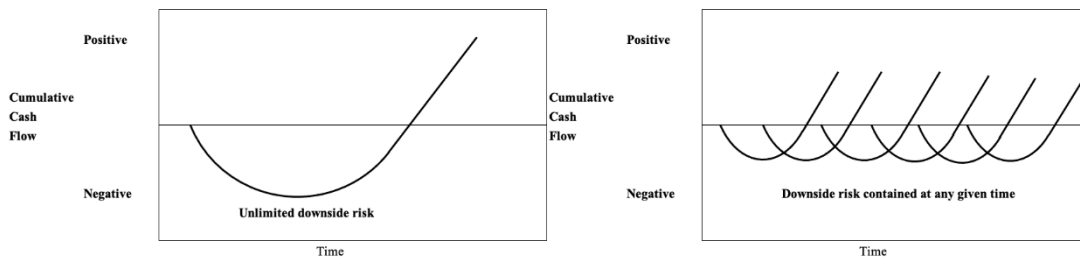 Positive
Cumulative
Cash
Flow
Negative
Unlimited downside risk
Time
Positive
Cumulative
Cash
Flow
Negative
Downside risk contained at any given time
Time